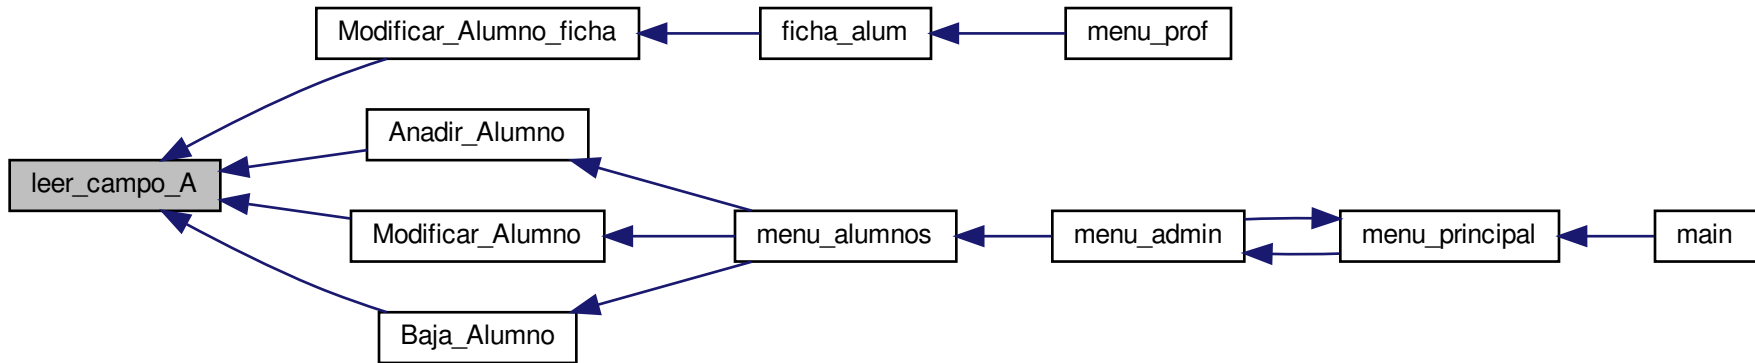 Modificar_Alumno_ficha
ficha_alum
menu_prof
Anadir_Alumno
leer_campo_A
Modificar_Alumno
menu_alumnos
menu_admin
menu_principal
main
Baja_Alumno